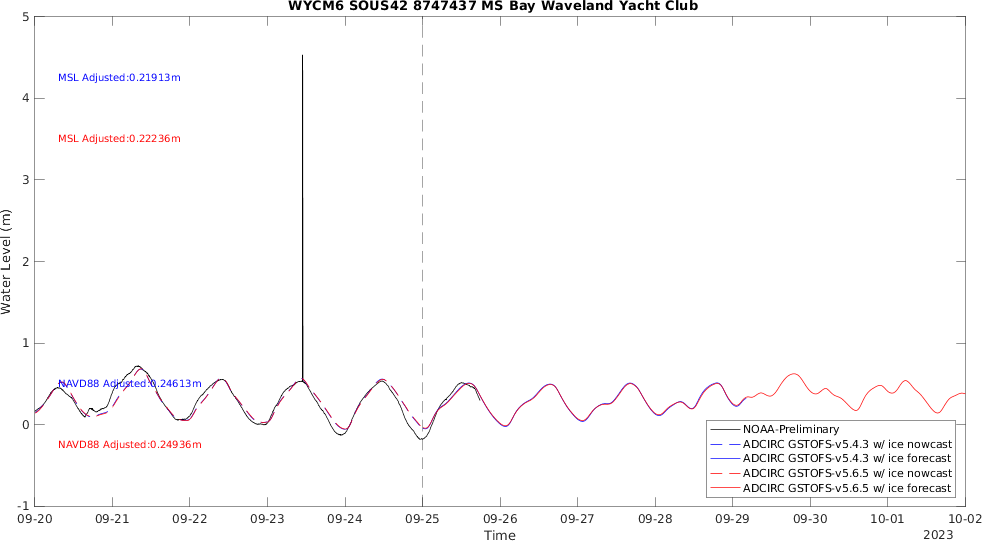 WYCM6 SOUS42 8747437 MS Bay Waveland Yacht Club
5
4
3
2
1
0
-1
Water Level (m)
MSL Adjusted:0.21913m
MSL Adjusted:0.22236m
NAVD88 Adjusted:0.24613m
NAVD88 Adjusted:0.24936m
NOAA-Preliminary
ADCIRC GSTOFS-v5.4.3 w/ ice nowcast
ADCIRC GSTOFS-v5.4.3 w/ ice forecast
ADCIRC GSTOFS-v5.6.5 w/ ice nowcast
ADCIRC GSTOFS-v5.6.5 w/ ice forecast
09-20 09-21 09-22 09-23 09-24 09-25 09-26 09-27 09-28 09-29 09-30 10-01 10-02
Time
2023